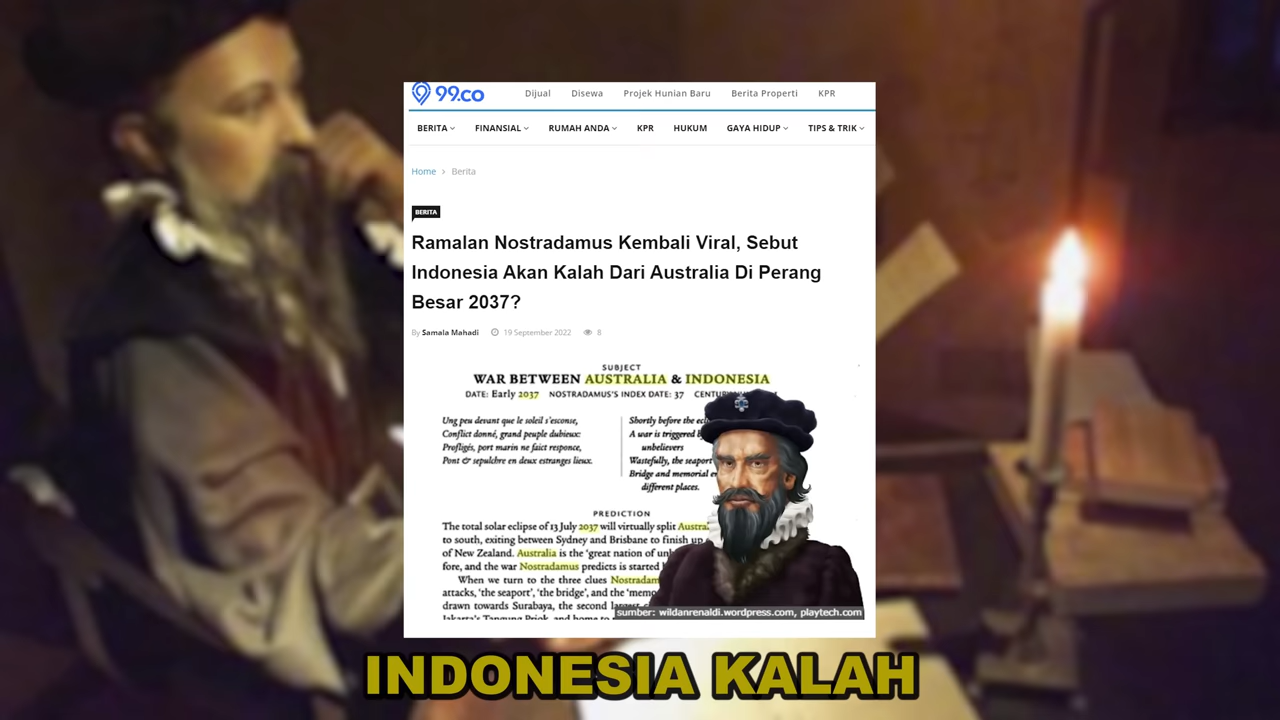 99.co
Dijual Disewa Projek Hunian Baru Berita Properti KPR
BERITA FINANSIAL RUMAH ANDA KPR HUKUM GAYA HIDUP TIPS & TRIK
Home > Berita
BERITA
Ramalan Nostradamus Kembali Viral, Sebut
Indonesia Akan Kalah Dari Australia Di Perang
Besar 2037?
By Samala Mahadi 19 September 2022 8
SUBJECT
WAR BETWEEN AUSTRALIA & INDONESIA
DATE: Early 2037 NOSTRADAMUS'S INDEX DATE: 37
Ung peu devant que le soleil s'esconse,
Conflict donné, grand peuple dubieux:
Profligés, port marin ne faict responce,
Pont & sepulchre en deux estranges lieux.
Shortly before the
A war is triggered
unbelievers
Wastefully, the seaport
Bridge and memorial
different places.
PREDICTION
The total solar eclipse of 13 July 2037 will virtually split
to south, exiting between Sydney and Brisbane to finish up
of New Zealand. Australia is the 'great nation of
fore, and the war Nostradamus predicts is started
When we turn to the three clues
attacks, 'the seaport', 'the bridge', and the
drawn towards Surabaya, the second largest
Jakarta's Tangung Priok, and home to
sumber: wildanrenaldi.wordpress.com, playtech.com
INDONESIA KALAH